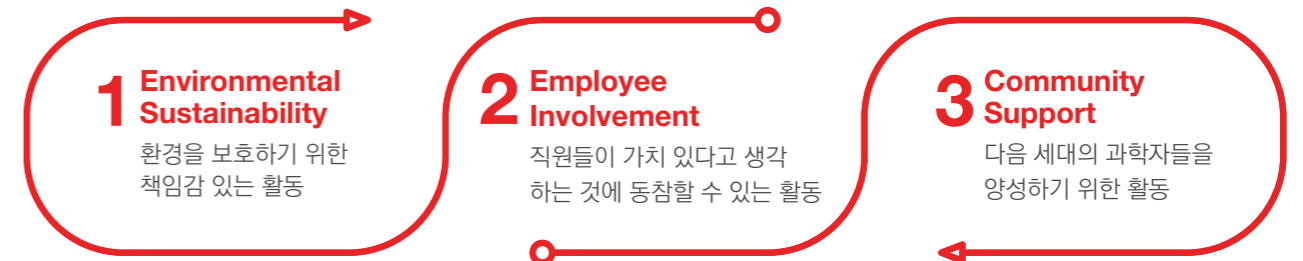 1
Environmental
Sustainability
환경을 보호하기 위한
책임감 있는 활동
2
Employee
Involvement
직원들이 가치 있다고 생각
하는 것에 동참할 수 있는 활동
3
Community
Support
다음 세대의 과학자들을
양성하기 위한 활동